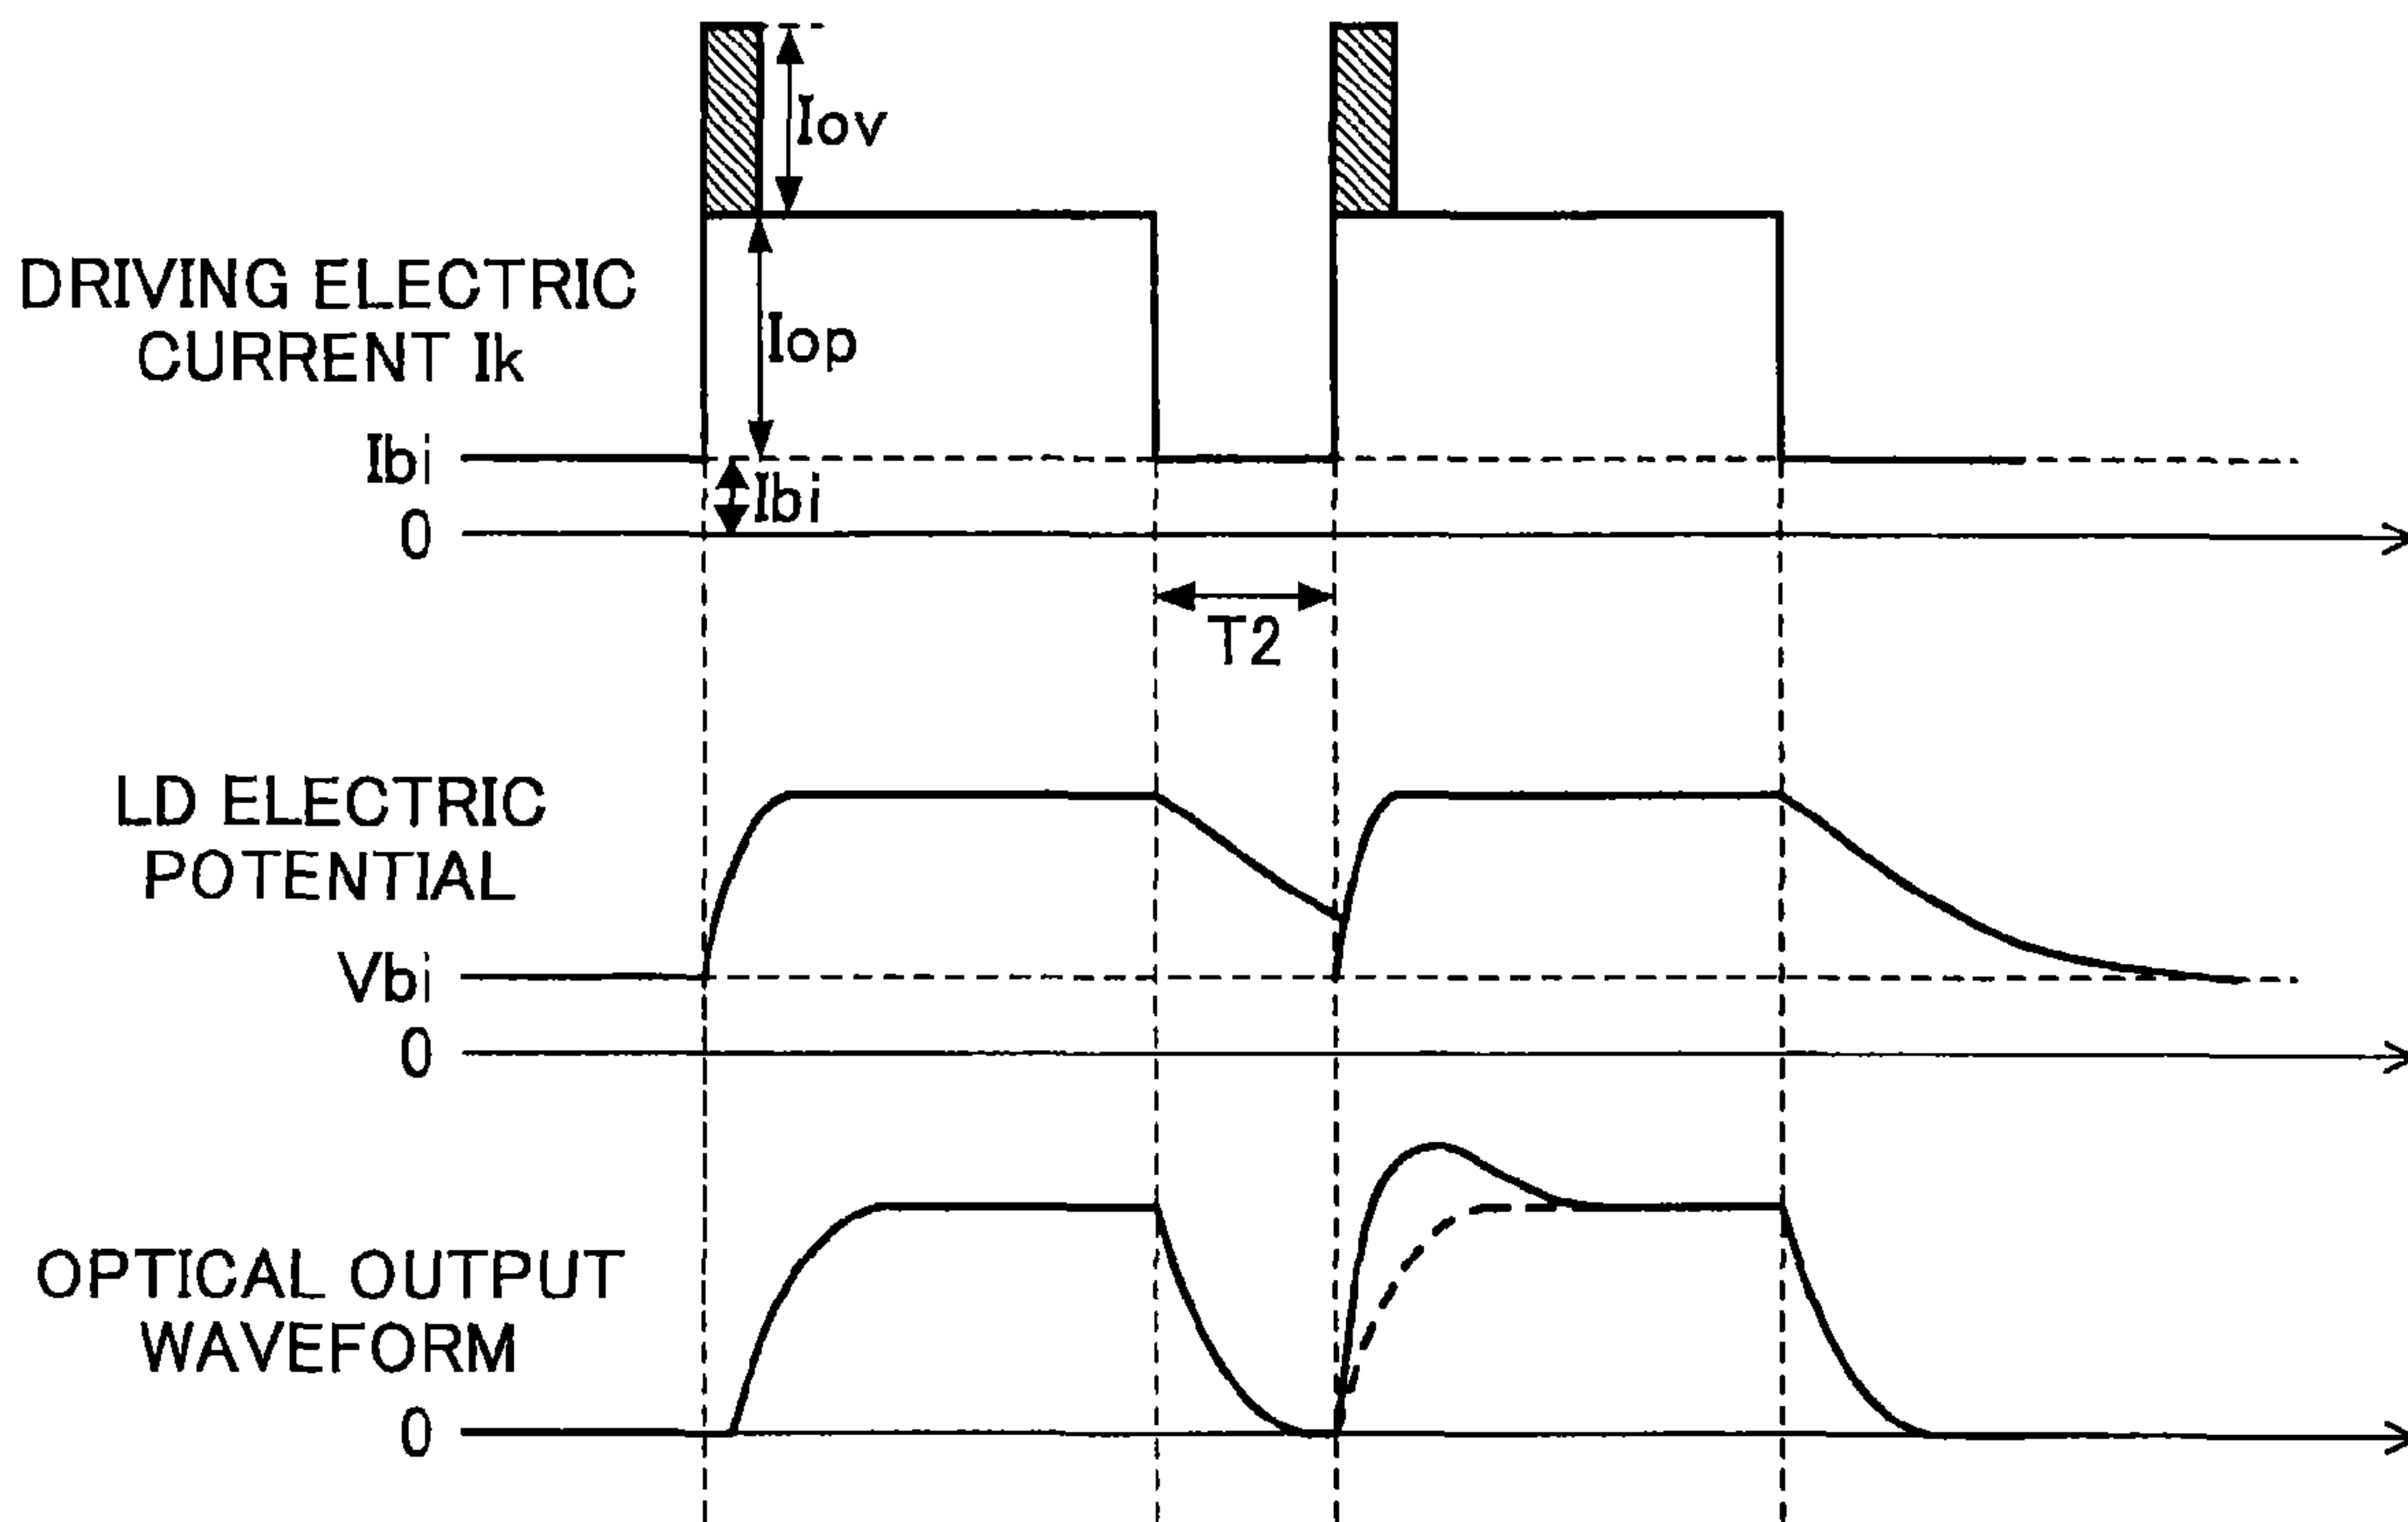 Iov
DRIVING ELECTRIC
CURRENT Ik
Iop
Ibi
Ibi
0
T2
LD ELECTRIC
POTENTIAL
Vbi
0
OPTICAL OUTPUT
WAVEFORM
0